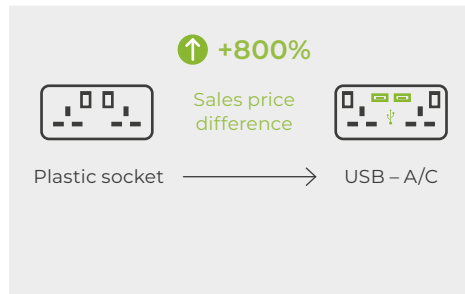 +800%
Sales price
difference
Plastic socket
USB – A/C